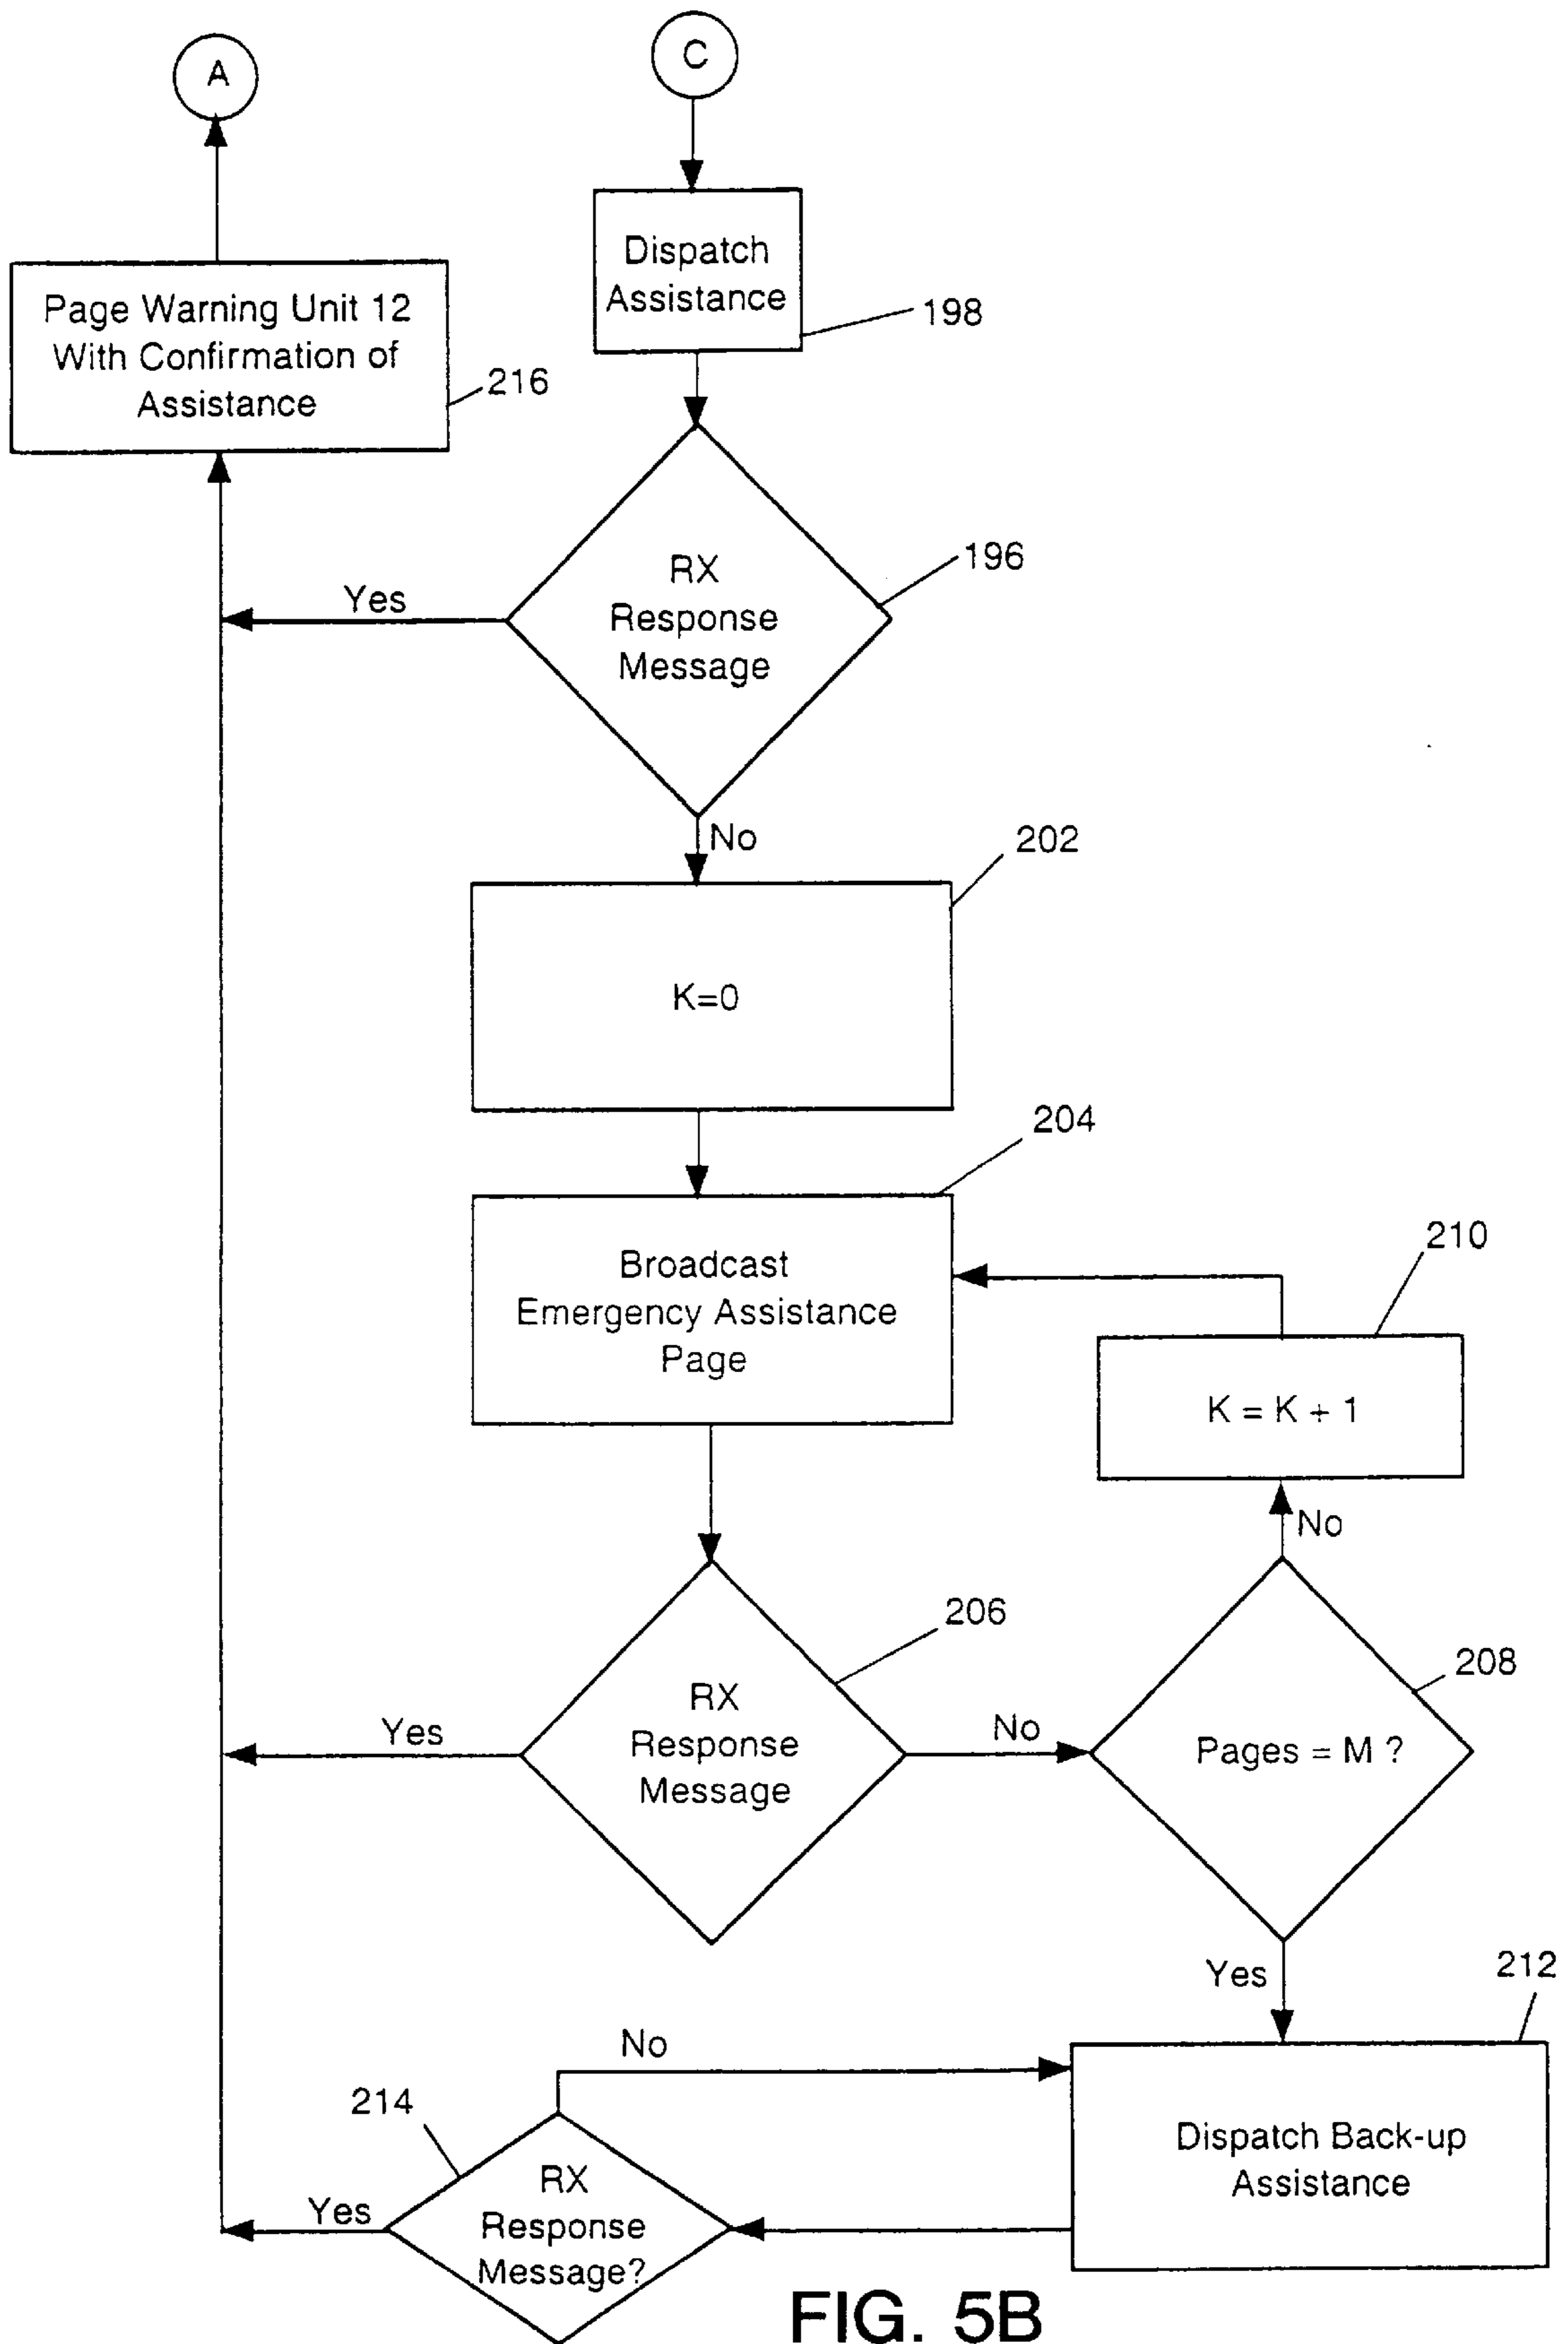 A
C
Dispatch
Assistance
198
Page Warning Unit 12
With Confirmation of
Assistance
216
RX
Response
Message
196
Yes
No
202
K=0
204
Broadcast
Emergency Assistance
Page
210
K = K + 1
No
206
RX
Response
Message
Yes
No
208
Pages = M ?
Yes
212
No
214
Dispatch Back-up
Assistance
RX
Response
Message?
Yes
FIG. 5B